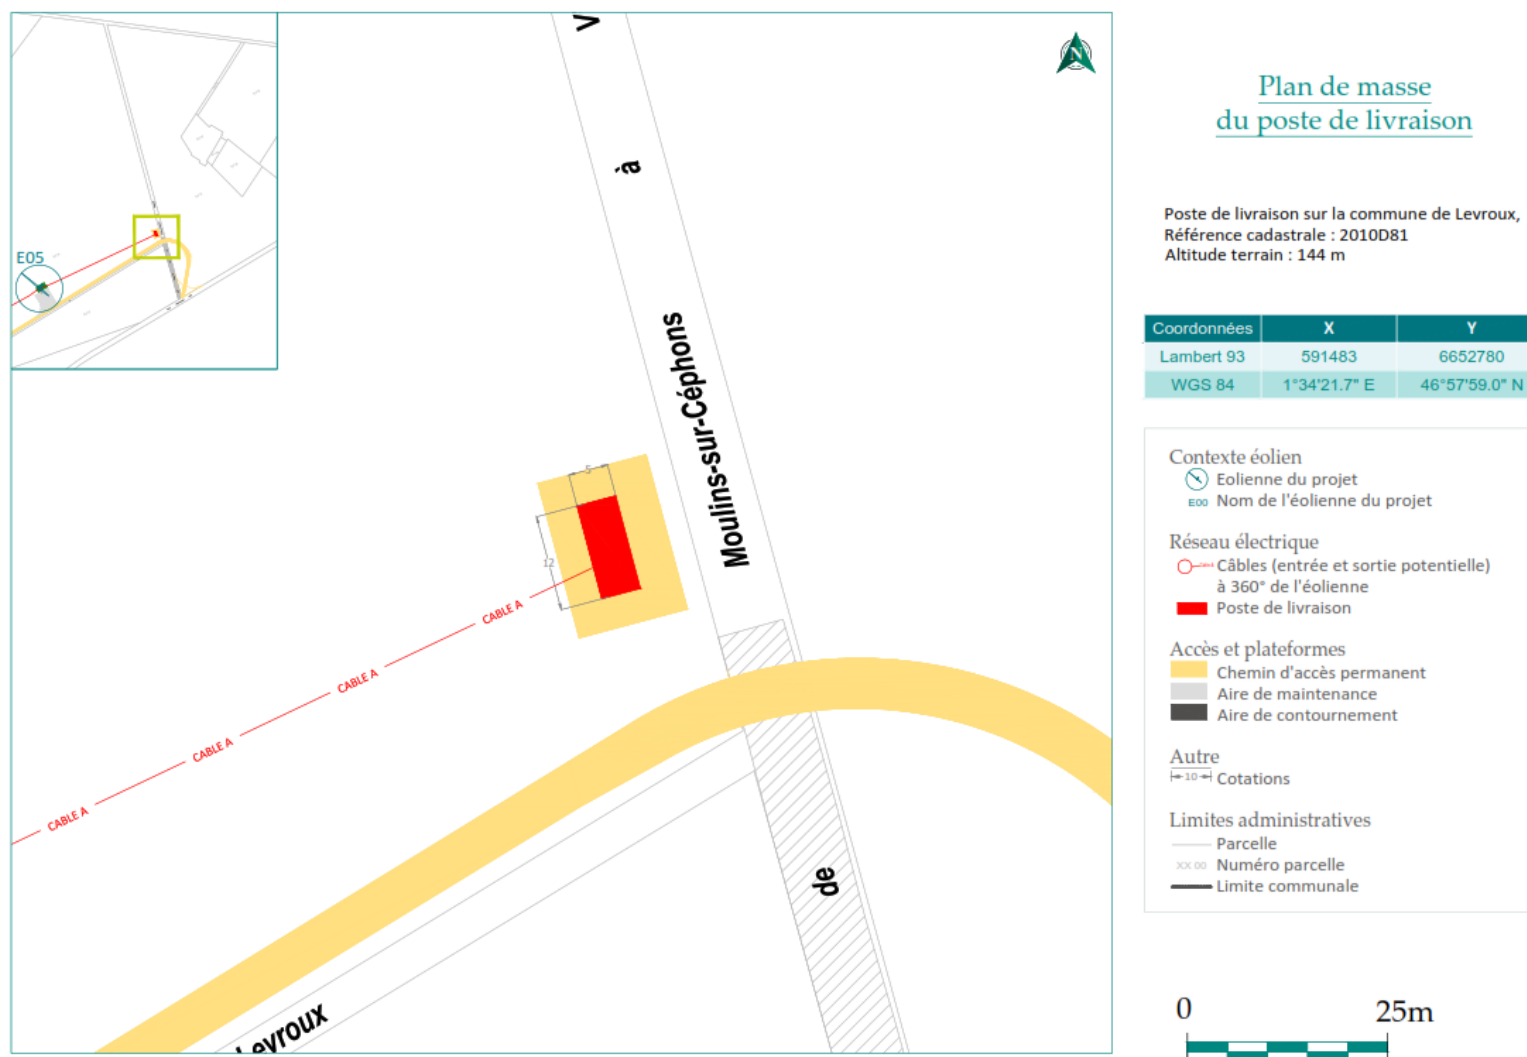 Plan de masse
du poste de livraison
Poste de livraison sur la commune de Levroux,
Référence cadastrale : 2010D81
Altitude terrain : 144 m
Coordonnées X Y
Lambert 93 591483 6652780
WGS 84 1°34'21.7" E 46°57'59.0" N
Contexte éolien
Eolienne du projet
E00 Nom de l'éolienne du projet
Réseau électrique
Câbles (entrée et sortie potentielle)
à 360° de l'éolienne
Poste de livraison
Accès et plateformes
Chemin d'accès permanent
Aire de maintenance
Aire de contournement
Autre
10 Cotations
Limites administratives
Parcelle
XX 00 Numéro parcelle
Limite communale
0 25m
N
E05
V
à
Moulins-sur-Céphons
de
Levroux
5
12
CABLE A
CABLE A
CABLE A
CABLE A